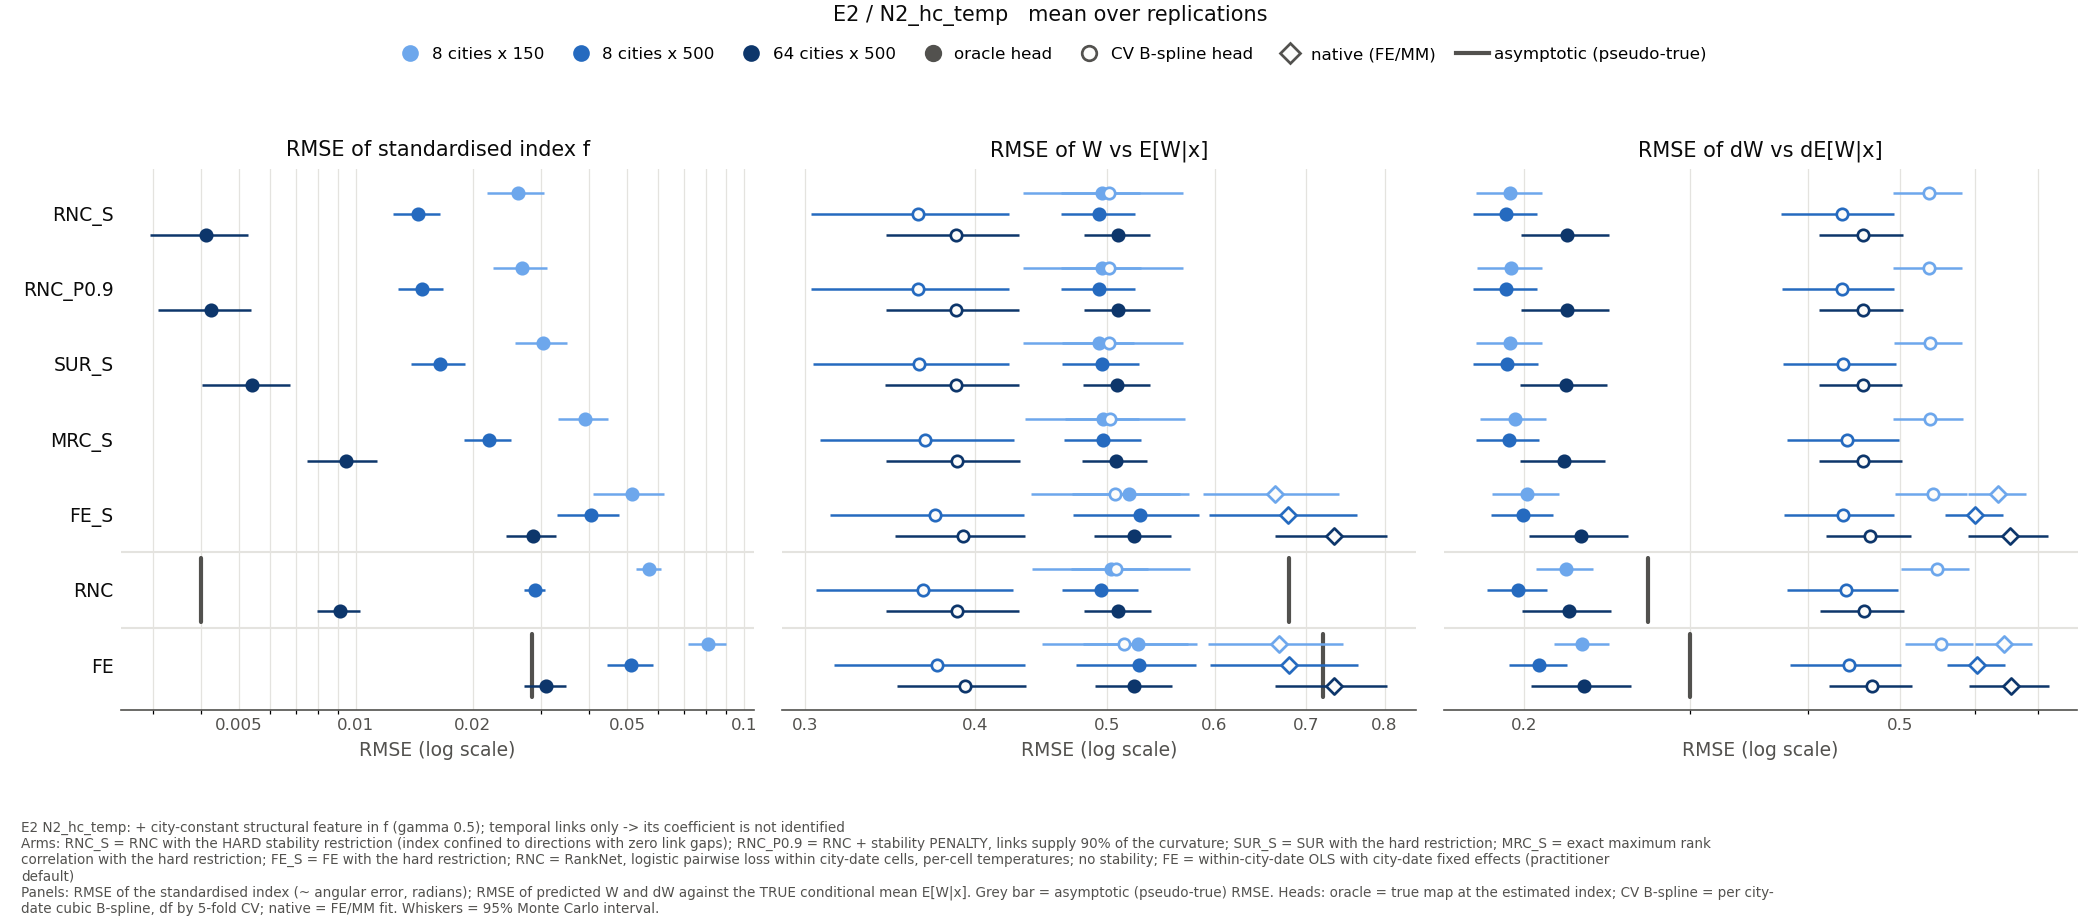 E2 / N2_hc_temp   mean over replications
8 cities x 150   8 cities x 500   64 cities x 500   oracle head   CV B-spline head   native (FE/MM)   asymptotic (pseudo-true)
RMSE of standardised index f   RMSE of W vs E[W|x]   RMSE of dW vs dE[W|x]
RNC_S
RNC_P0.9
SUR_S
MRC_S
FE_S
RNC
FE
0.005   0.01   0.02   0.05   0.1   0.3   0.4   0.5   0.6   0.7   0.8   0.2   0.5
RMSE (log scale)   RMSE (log scale)   RMSE (log scale)
E2 N2_hc_temp: + city-constant structural feature in f (gamma 0.5); temporal links only -> its coefficient is not identified
Arms: RNC_S = RNC with the HARD stability restriction (index confined to directions with zero link gaps); RNC_P0.9 = RNC + stability PENALTY, links supply 90% of the curvature; SUR_S = SUR with the hard restriction; MRC_S = exact maximum rank
correlation with the hard restriction; FE_S = FE with the hard restriction; RNC = RankNet, logistic pairwise loss within city-date cells, per-cell temperatures; no stability; FE = within-city-date OLS with city-date fixed effects (practitioner
default)
Panels: RMSE of the standardised index (~ angular error, radians); RMSE of predicted W and dW against the TRUE conditional mean E[W|x]. Grey bar = asymptotic (pseudo-true) RMSE. Heads: oracle = true map at the estimated index; CV B-spline = per city-
date cubic B-spline, df by 5-fold CV; native = FE/MM fit. Whiskers = 95% Monte Carlo interval.